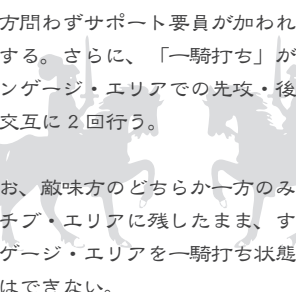 方問わずサポート要員が加われ
する。さらに、「一騎打ち」が
ンゲージ・エリアでの先攻・後
交互に2回行う。
お、敵味方のどちらか一方のみ
チブ・エリアに残したまま、す
ゲージ・エリアを一騎打ち状態
はできない。